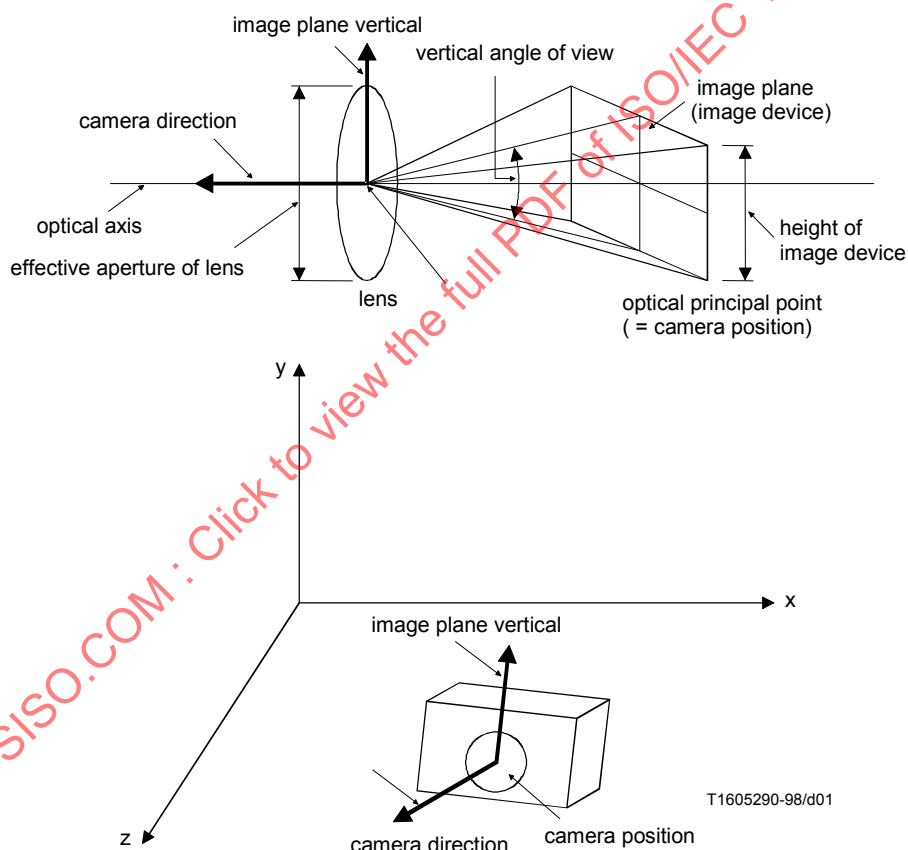 image plane vertical
vertical angle of view
image plane
(image device)
camera direction
optical axis
height of
image device
effective aperture of lens
lens
optical principal point
( = camera position)
y
x
image plane vertical
T1605290-98/d01
camera position
camera direction
z
SISO.COM : Click to view the full PDF of ISO/IEC